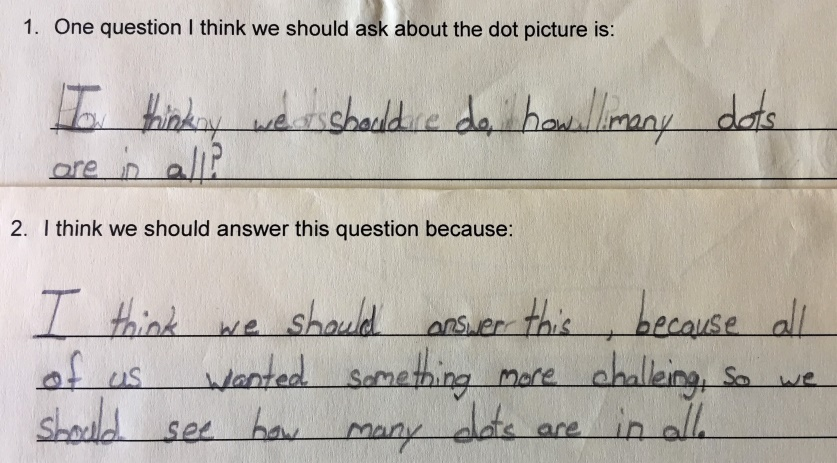 1. One question I think we should ask about the dot picture is:
I think we should do, how many dots
are in all?
2. I think we should answer this question because:
I think we should answer this, because all
of us wanted something more challeing, so we
should see how many dots are in all.